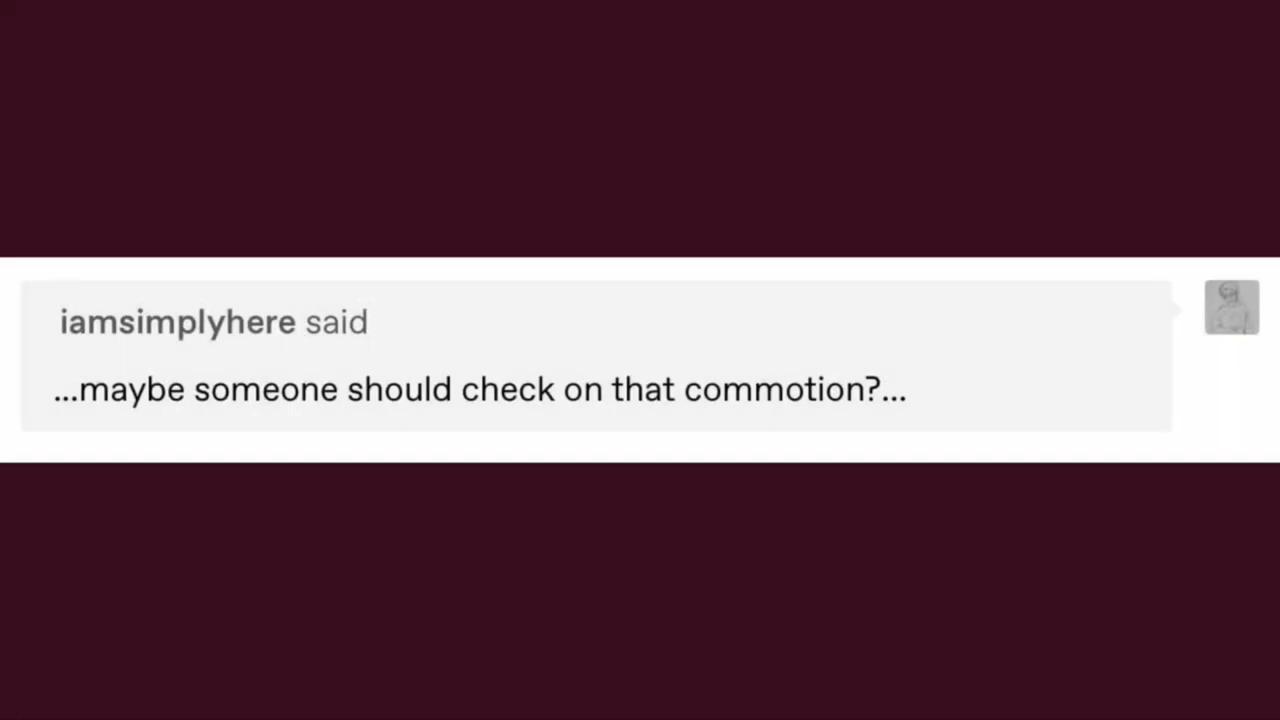 iamsimplyhere said
...maybe someone should check on that commotion?...